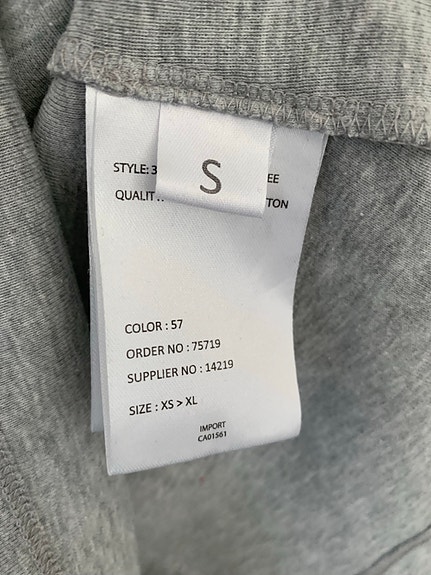 S
STYLE: 3 EE
QUALIT TON
COLOR : 57
ORDER NO : 75719
SUPPLIER NO : 14219
SIZE : XS > XL
IMPORT
CA01561